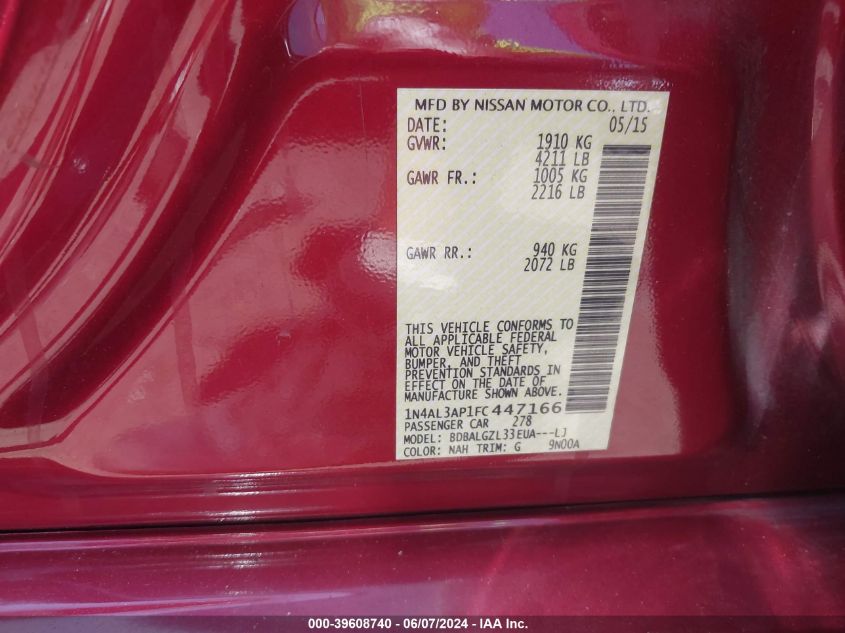 MFD BY NISSAN MOTOR CO., LTD.
DATE: 05/15
GVWR: 1910 KG
4211 LB
GAWR FR.: 1005 KG
2216 LB
GAWR RR.: 940 KG
2072 LB
THIS VEHICLE CONFORMS TO
ALL APPLICABLE FEDERAL
MOTOR VEHICLE SAFETY,
BUMPER, AND THEFT
PREVENTION STANDARDS IN
EFFECT ON THE DATE OF
MANUFACTURE SHOWN ABOVE.
1N4AL3AP1FC447166
PASSENGER CAR 278
MODEL: BDBALGZL33EUA---LJ
COLOR: NAH TRIM: G 9N00A
000-39608740 - 06/07/2024 - IAA Inc.